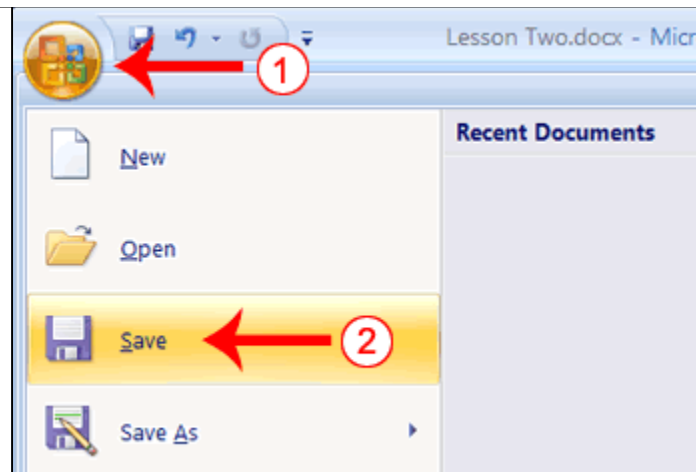 Lesson Two.docx - Micr
1
Recent Documents
New
Open
Save
2
Save As